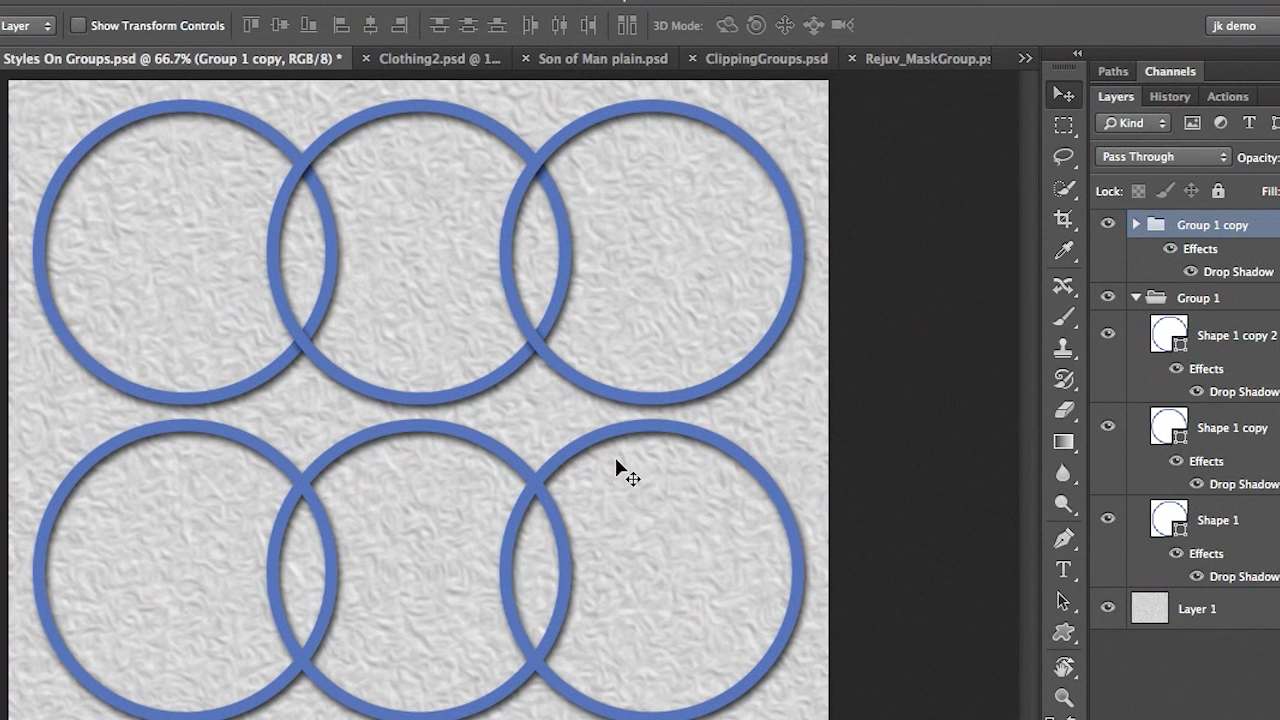 Layer
Show Transform Controls
3D Mode:
jk demo
Styles On Groups.psd @ 66.7% (Group 1 copy, RGB/8) *
× Clothing2.psd @ 1...
× Son of Man plain.psd
× ClippingGroups.psd
× Rejuv_MaskGroup.ps
Paths
Channels
Layers
History
Actions
Kind
T
Pass Through
Opacity:
Lock:
Fill:
Group 1 copy
Effects
Drop Shadow
Group 1
Shape 1 copy 2
Effects
Drop Shadow
Shape 1 copy
Effects
Drop Shadow
Shape 1
Effects
Drop Shadow
Layer 1